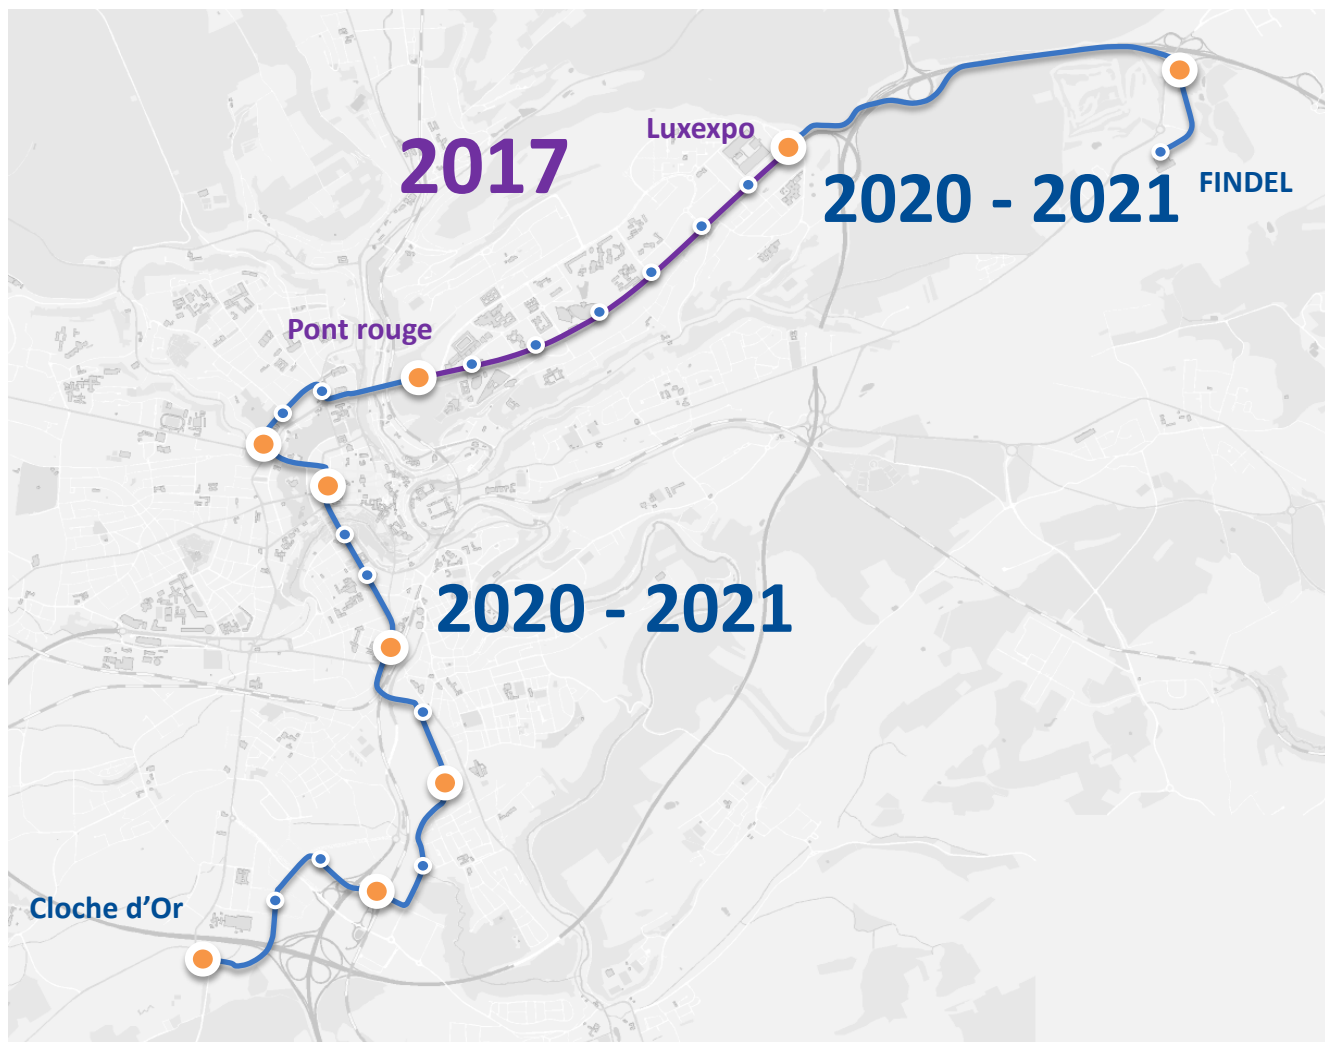 Luxexpo
2017
2020 - 2021
FINDEL
Pont rouge
2020 - 2021
Cloche d’Or